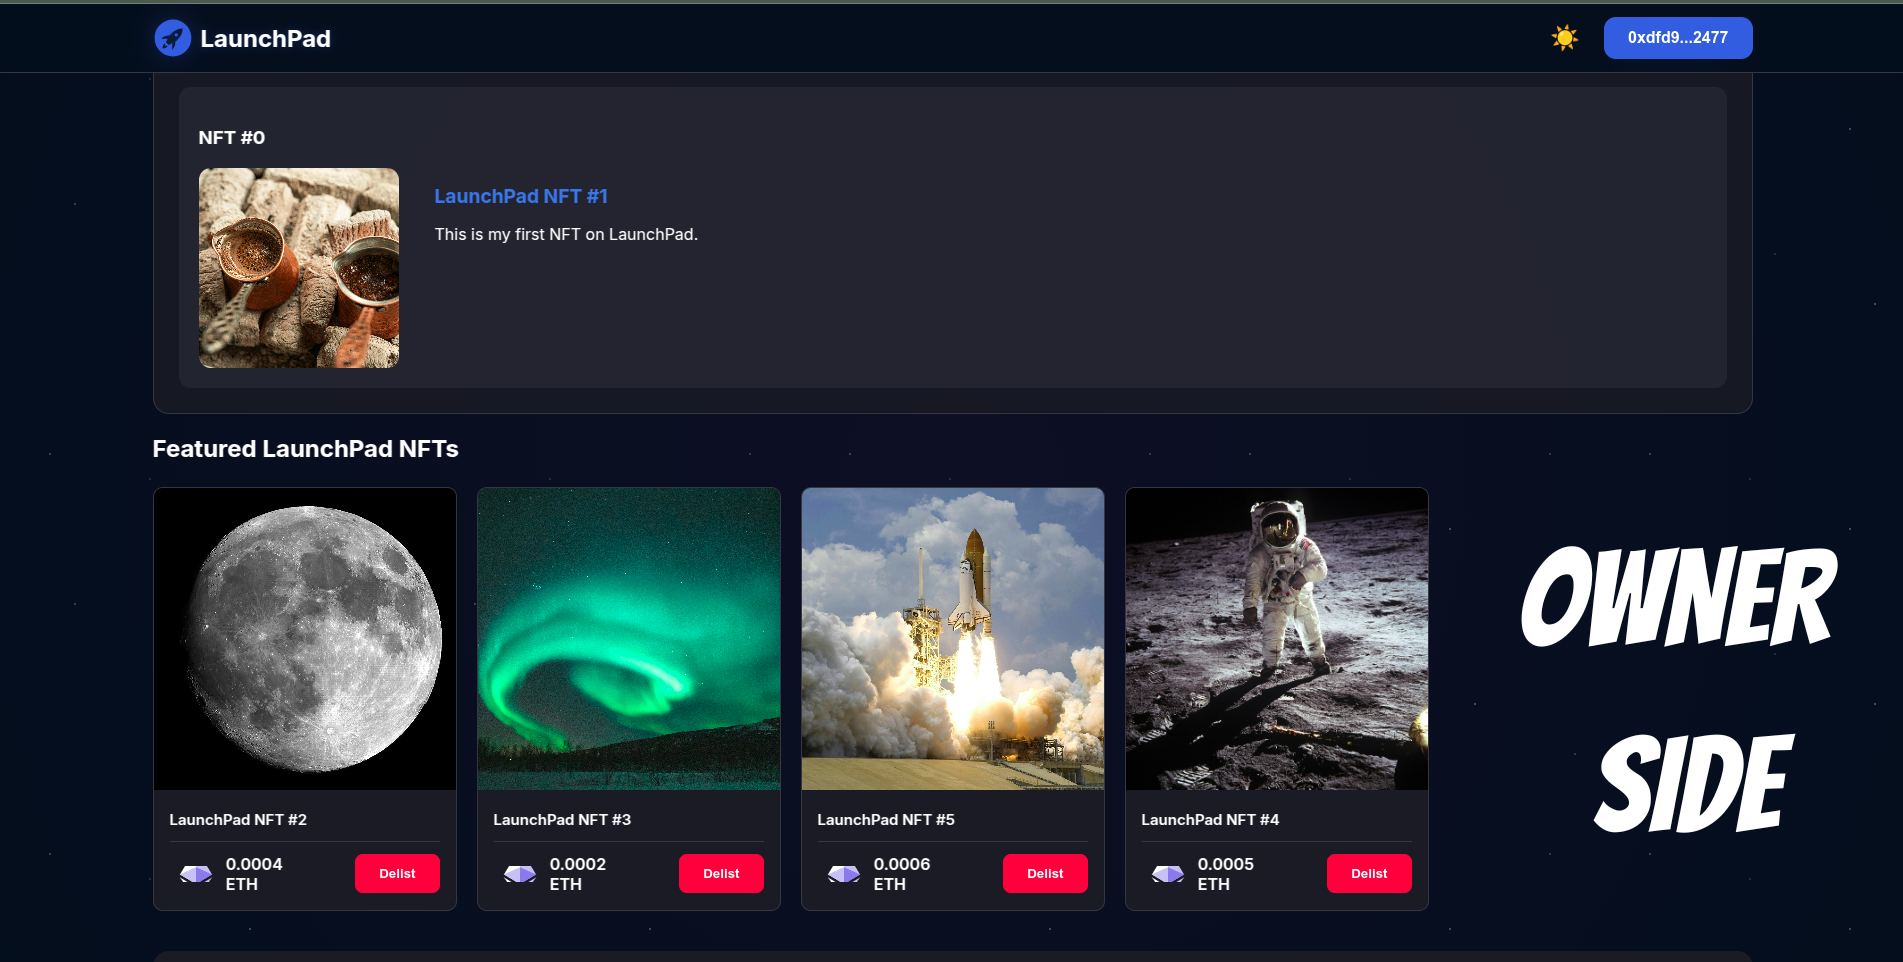 LaunchPad
0xdfd9...2477
NFT #0
LaunchPad NFT #1
This is my first NFT on LaunchPad.
Featured LaunchPad NFTs
LaunchPad NFT #2
0.0004
ETH
Delist
LaunchPad NFT #3
0.0002
ETH
Delist
LaunchPad NFT #5
0.0006
ETH
Delist
LaunchPad NFT #4
0.0005
ETH
Delist
OWNER
SIDE